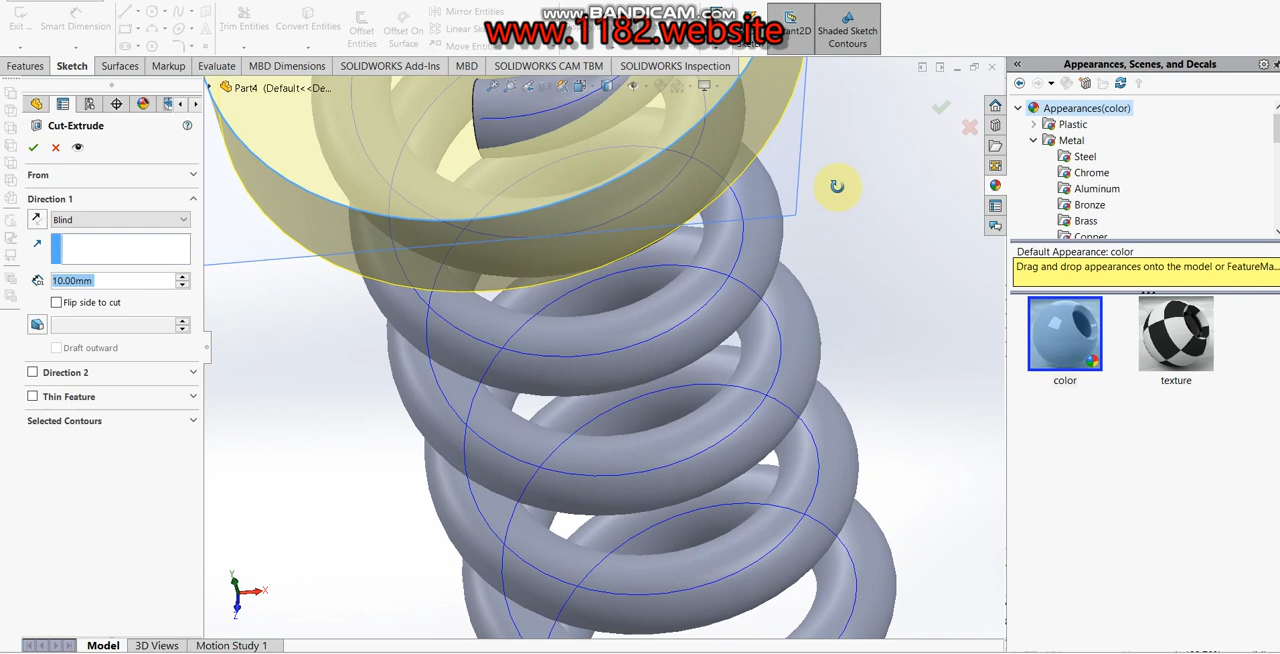 www.BANDICAM.com
www.1182.website
Exit...
Smart Dimension
Trim Entities
Convert Entities
Offset Entities
Offset On Surface
Mirror Entities
Linear Sk
Move Entit
Instant2D
Shaded Sketch Contours
Features
Sketch
Surfaces
Markup
Evaluate
MBD Dimensions
SOLIDWORKS Add-Ins
MBD
SOLIDWORKS CAM TBM
SOLIDWORKS Inspection
Part4 (Default<<De...
Cut-Extrude
From
Direction 1
Blind
10.00mm
Flip side to cut
Draft outward
Direction 2
Thin Feature
Selected Contours
Y
X
Z
Model
3D Views
Motion Study 1
Appearances, Scenes, and Decals
Appearances(color)
Plastic
Metal
Steel
Chrome
Aluminum
Bronze
Brass
Copper
Default Appearance: color
Drag and drop appearances onto the model or FeatureMa...
color
texture